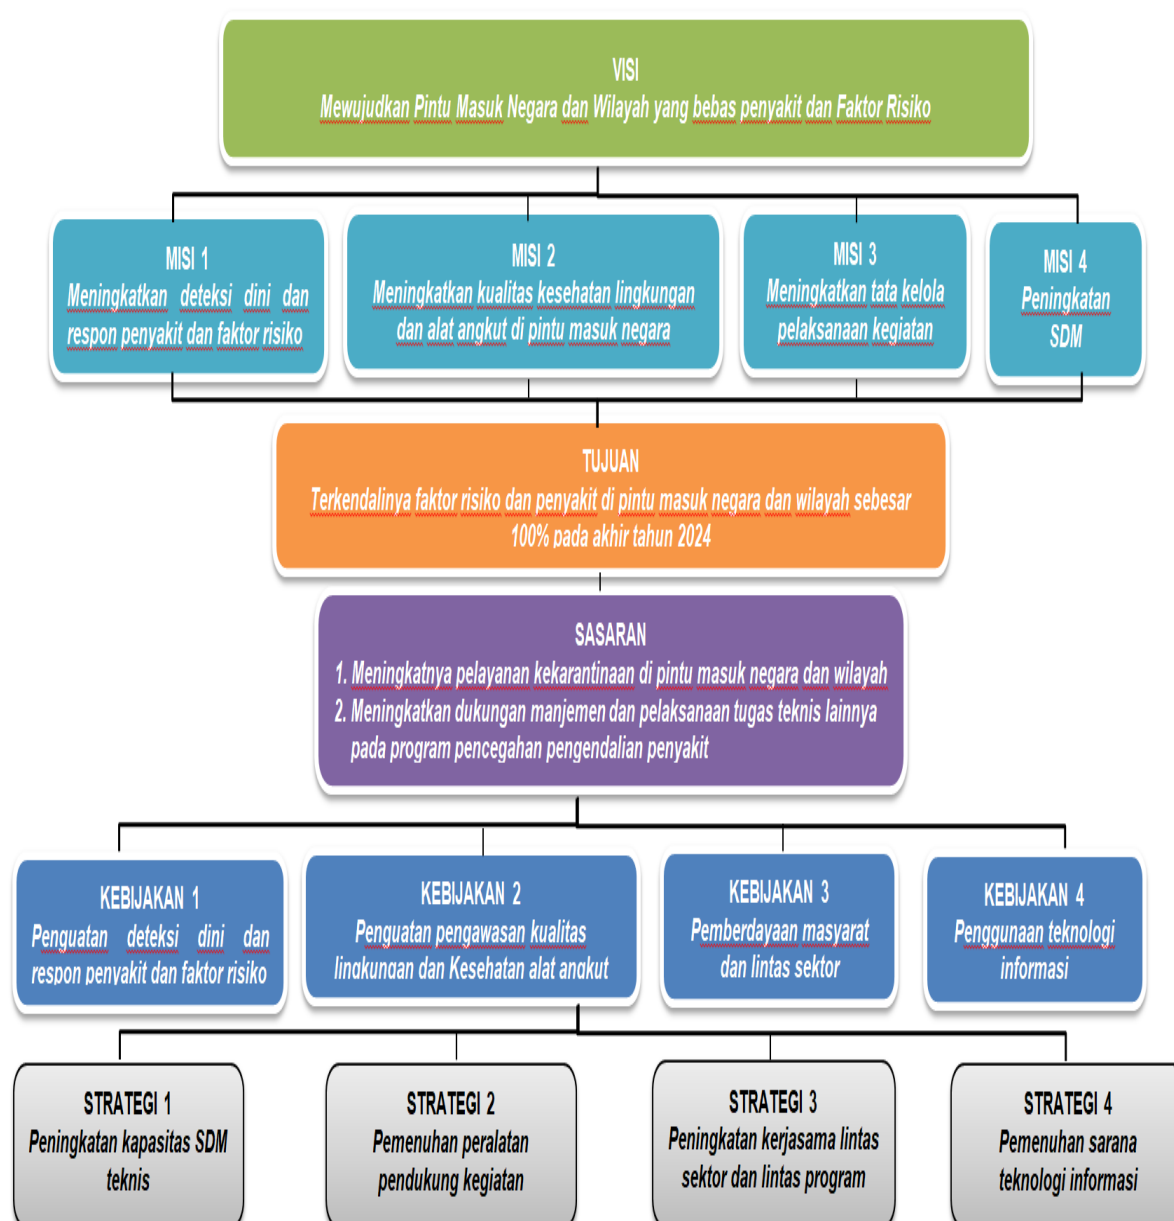 VISI
Mewujudkan Pintu Masuk Negara dan Wilayah yang bebas penyakit dan Faktor Risiko
MISI 1
Meningkatkan deteksi dini dan
respon penyakit dan faktor risiko
MISI 2
Meningkatkan kualitas kesehatan lingkungan
dan alat angkut di pintu masuk negara
MISI 3
Meningkatkan tata kelola
pelaksanaan kegiatan
MISI 4
Peningkatan
SDM
TUJUAN
Terkendalinya faktor risiko dan penyakit di pintu masuk negara dan wilayah sebesar
100% pada akhir tahun 2024
SASARAN
1. Meningkatnya pelayanan kekarantinaan di pintu masuk negara dan wilayah
2. Meningkatkan dukungan manjemen dan pelaksanaan tugas teknis lainnya
pada program pencegahan pengendalian penyakit
KEBIJAKAN 1
Penguatan deteksi dini dan
respon penyakit dan faktor risiko
KEBIJAKAN 2
Penguatan pengawasan kualitas
lingkungan dan Kesehatan alat angkut
KEBIJAKAN 3
Pemberdayaan masyarat
dan lintas sektor
KEBIJAKAN 4
Penggunaan teknologi
informasi
STRATEGI 1
Peningkatan kapasitas SDM
teknis
STRATEGI 2
Pemenuhan peralatan
pendukung kegiatan
STRATEGI 3
Peningkatan kerjasama lintas
sektor dan lintas program
STRATEGI 4
Pemenuhan sarana
teknologi informasi